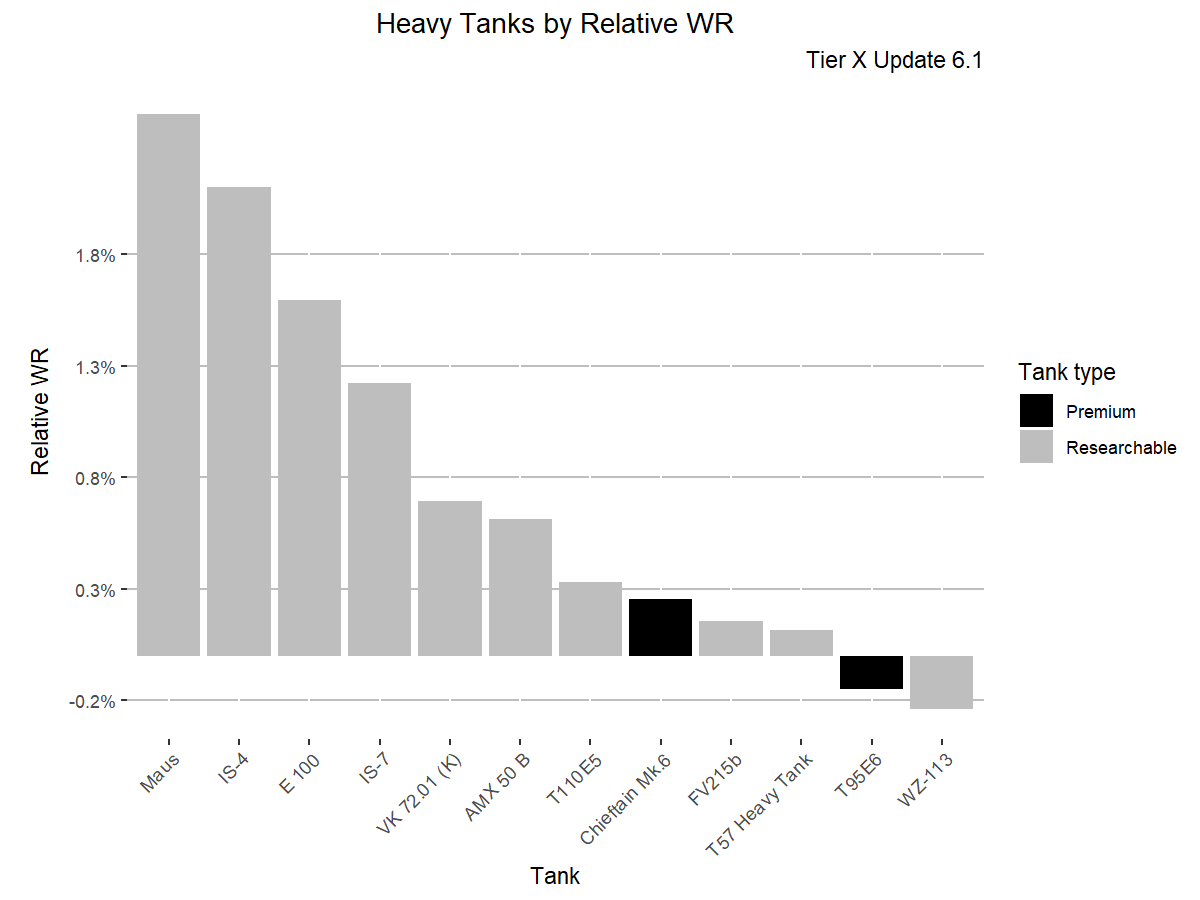 Heavy Tanks by Relative WR
Tier X Update 6.1
Relative WR
1.8%
1.3%
0.8%
0.3%
-0.2%
Maus
IS-4
E 100
IS-7
VK 72.01 (K)
AMX 50 B
T110E5
Chieftain Mk.6
FV215b
T57 Heavy Tank
T95E6
WZ-113
Tank
Tank type
Premium
Researchable